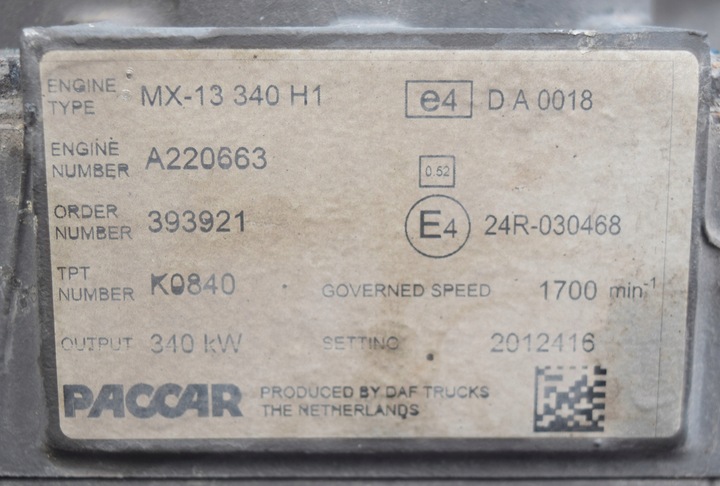 ENGINE TYPE MX-13 340 H1 e4 D A 0018
ENGINE NUMBER A220663 0.52
ORDER NUMBER 393921 E4 24R-030468
TPT NUMBER K0840 GOVERNED SPEED 1700 min-1
OUTPUT 340 kW SETTING 2012416
PACCAR PRODUCED BY DAF TRUCKS
THE NETHERLANDS